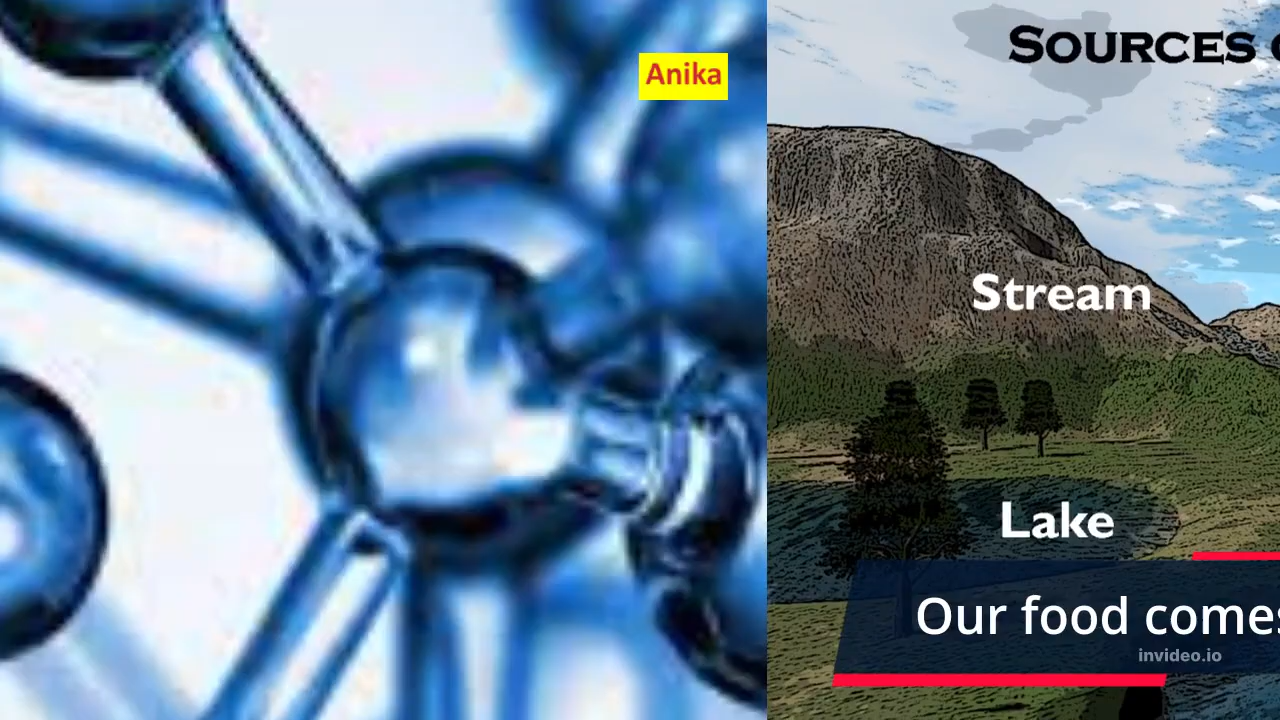 Anika
SOURCES
Stream
Lake
Our food comes
invideo.io